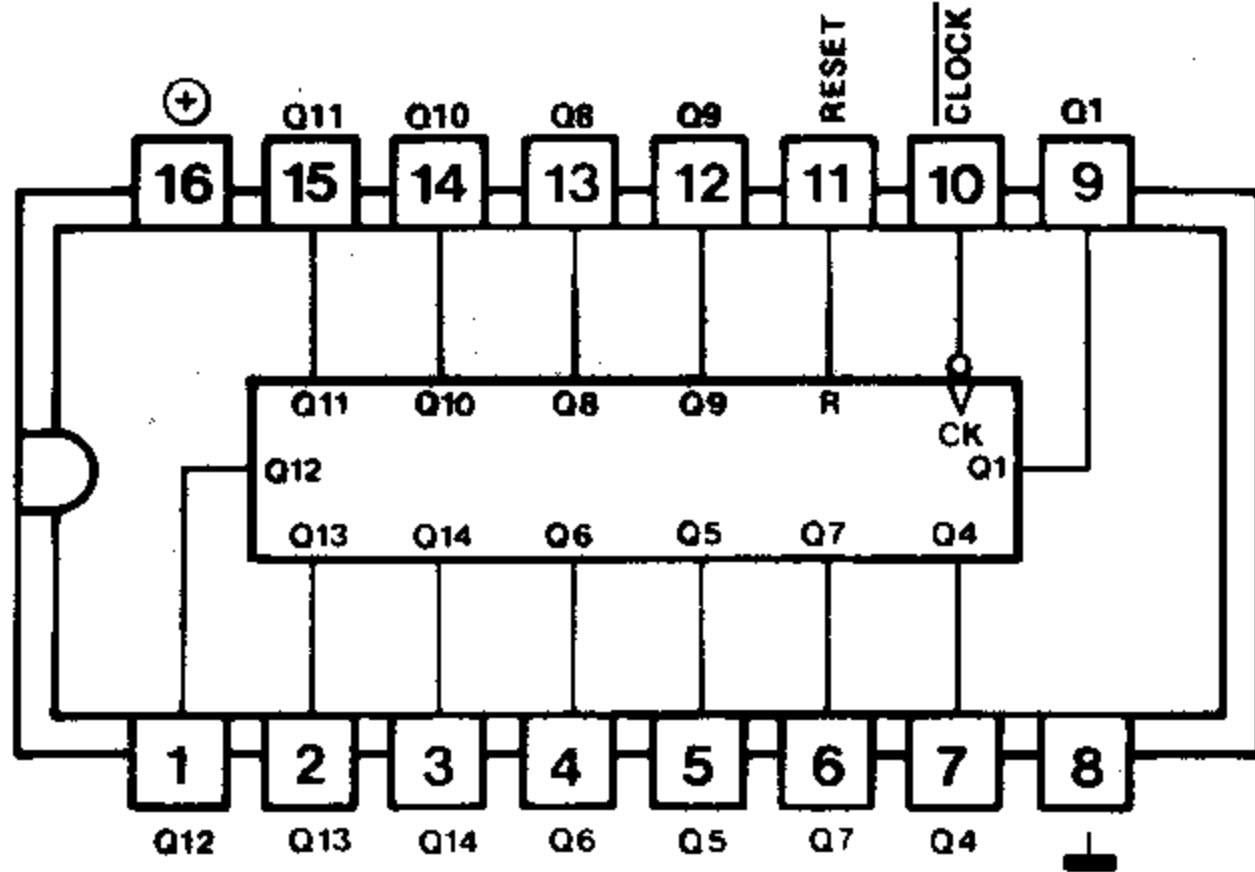 RESET
CLOCK
+
Q11 Q10 Q8 Q9 Q1
16 15 14 13 12 11 10 9
Q11 Q10 Q8 Q9 R
CK
Q12 Q1
Q13 Q14 Q6 Q5 Q7 Q4
1 2 3 4 5 6 7 8
Q12 Q13 Q14 Q6 Q5 Q7 Q4